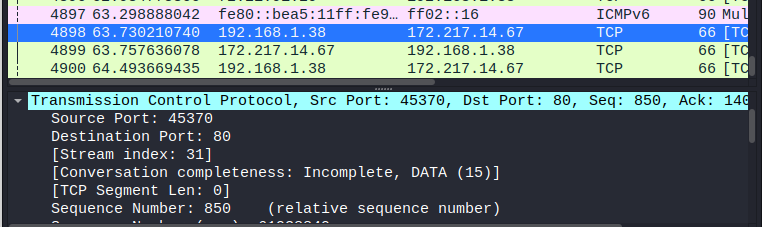 4897 63.298888042 fe80::bea5:11ff:fe9… ff02::16 ICMPv6 90 Mul
4898 63.730210740 192.168.1.38 172.217.14.67 TCP 66 [TC
4899 63.757636078 172.217.14.67 192.168.1.38 TCP 66 [TC
4900 64.493669435 192.168.1.38 172.217.14.67 TCP 66 [TC
Transmission Control Protocol, Src Port: 45370, Dst Port: 80, Seq: 850, Ack: 140
Source Port: 45370
Destination Port: 80
[Stream index: 31]
[Conversation completeness: Incomplete, DATA (15)]
[TCP Segment Len: 0]
Sequence Number: 850 (relative sequence number)